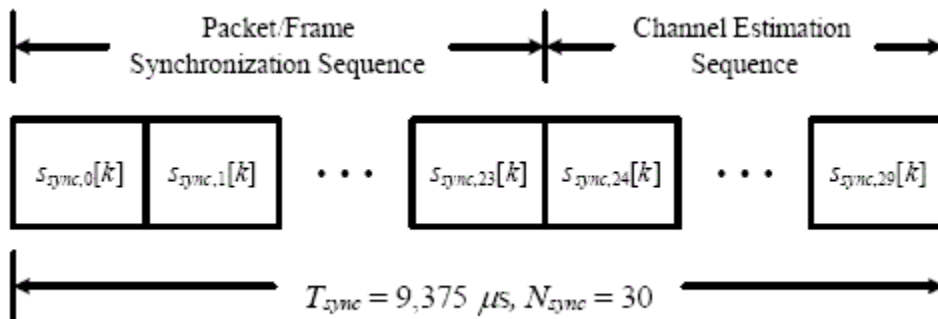 Packet/Frame
Synchronization Sequence
Channel Estimation
Sequence
s_sync,0[k] s_sync,1[k] • • • s_sync,23[k] s_sync,24[k] • • • s_sync,29[k]
T_sync = 9,375 μs, N_sync = 30